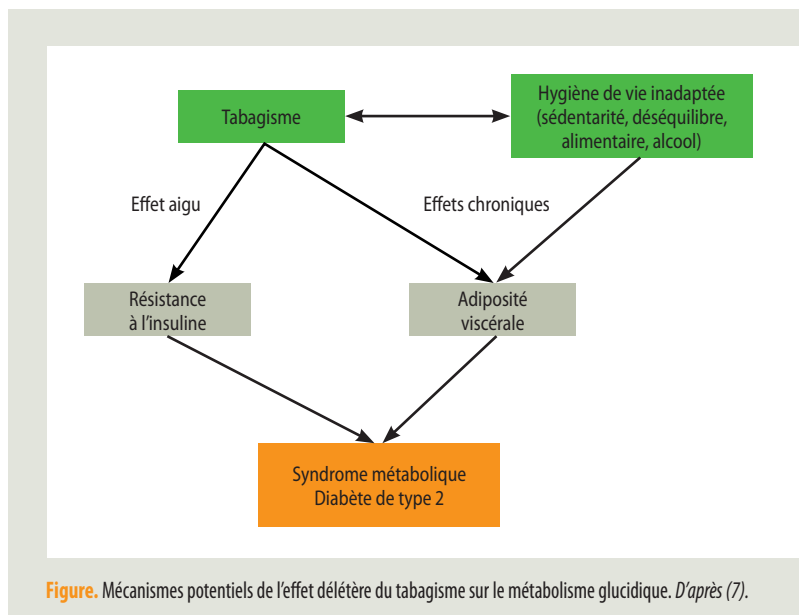 Tabagisme
Hygiène de vie inadaptée
(sédentarité, déséquilibre,
alimentaire, alcool)
Effet aigu
Effets chroniques
Résistance
à l’insuline
Adiposité
viscérale
Syndrome métabolique
Diabète de type 2
Figure. Mécanismes potentiels de l’effet délétère du tabagisme sur le métabolisme glucidique. D’après (7).